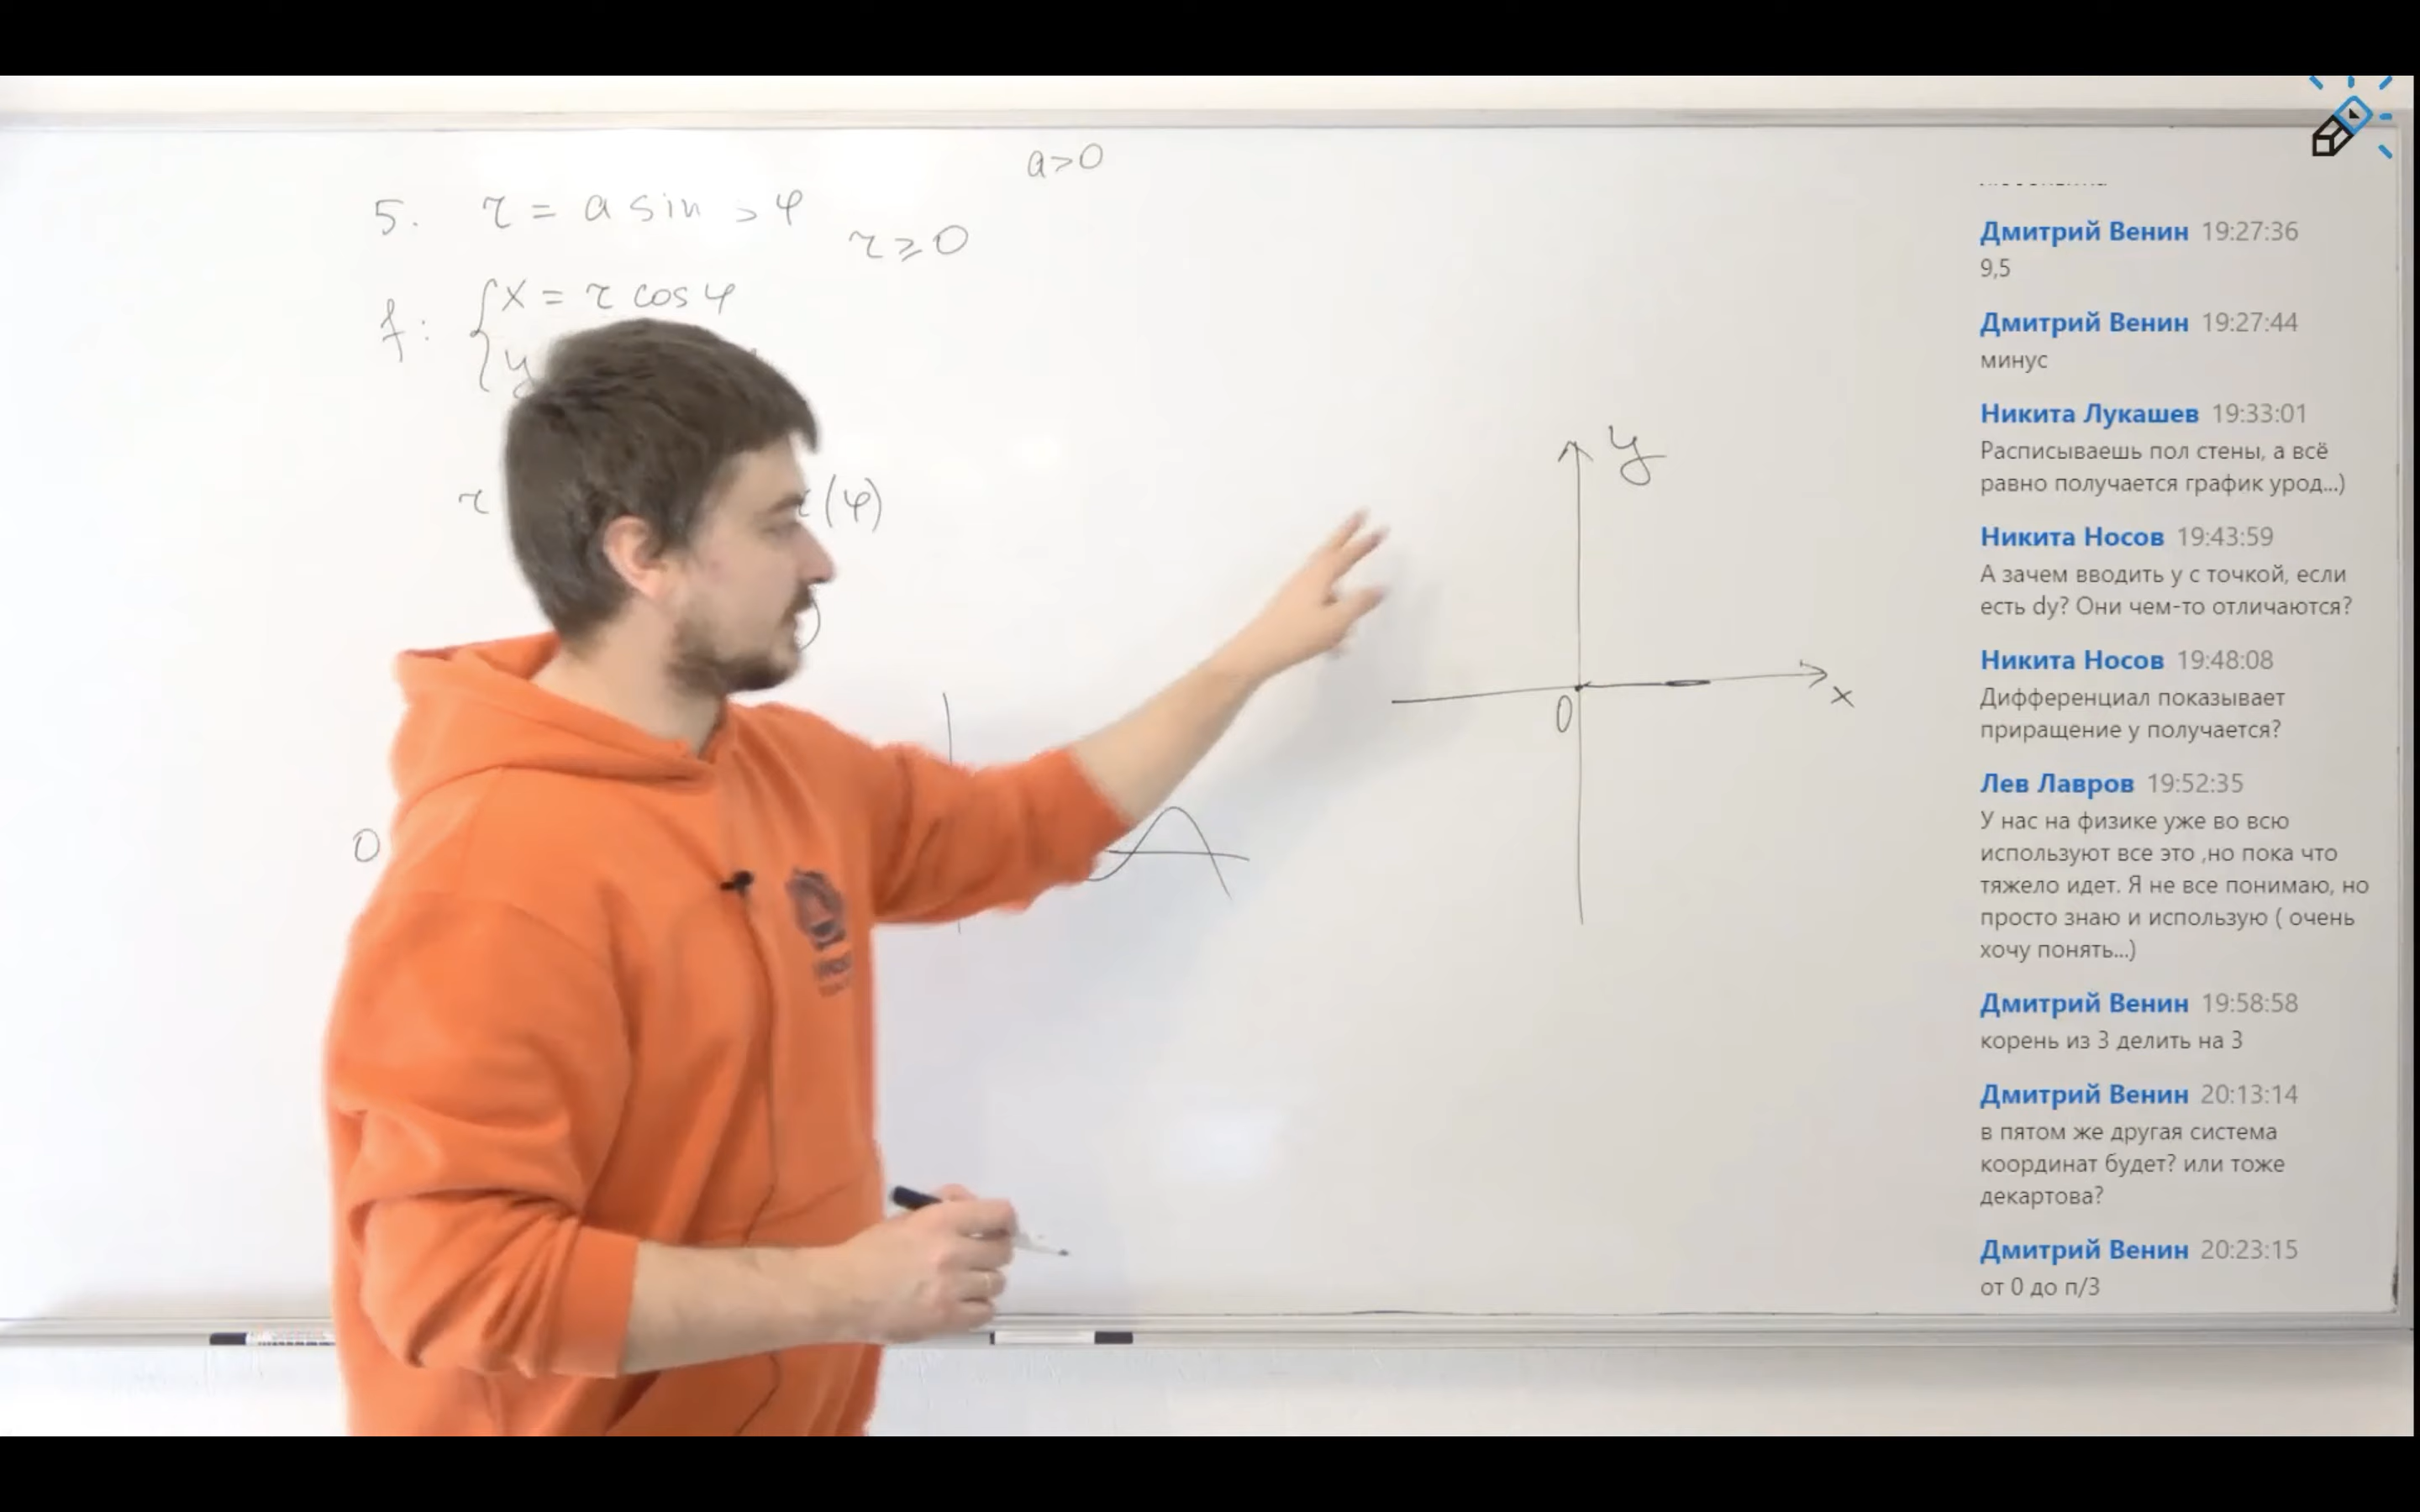 a>0
5. r = a sin 3φ
r ⩾ 0
f: { x = r cos φ
y
r
(φ)
)
0
y
0
x
Дмитрий Венин 19:27:36
9,5
Дмитрий Венин 19:27:44
минус
Никита Лукашев 19:33:01
Расписываешь пол стены, а всё
равно получается график урод...)
Никита Носов 19:43:59
А зачем вводить у с точкой, если
есть dy? Они чем-то отличаются?
Никита Носов 19:48:08
Дифференциал показывает
приращение у получается?
Лев Лавров 19:52:35
У нас на физике уже во всю
используют все это ,но пока что
тяжело идет. Я не все понимаю, но
просто знаю и использую ( очень
хочу понять...)
Дмитрий Венин 19:58:58
корень из 3 делить на 3
Дмитрий Венин 20:13:14
в пятом же другая система
координат будет? или тоже
декартова?
Дмитрий Венин 20:23:15
от 0 до п/3